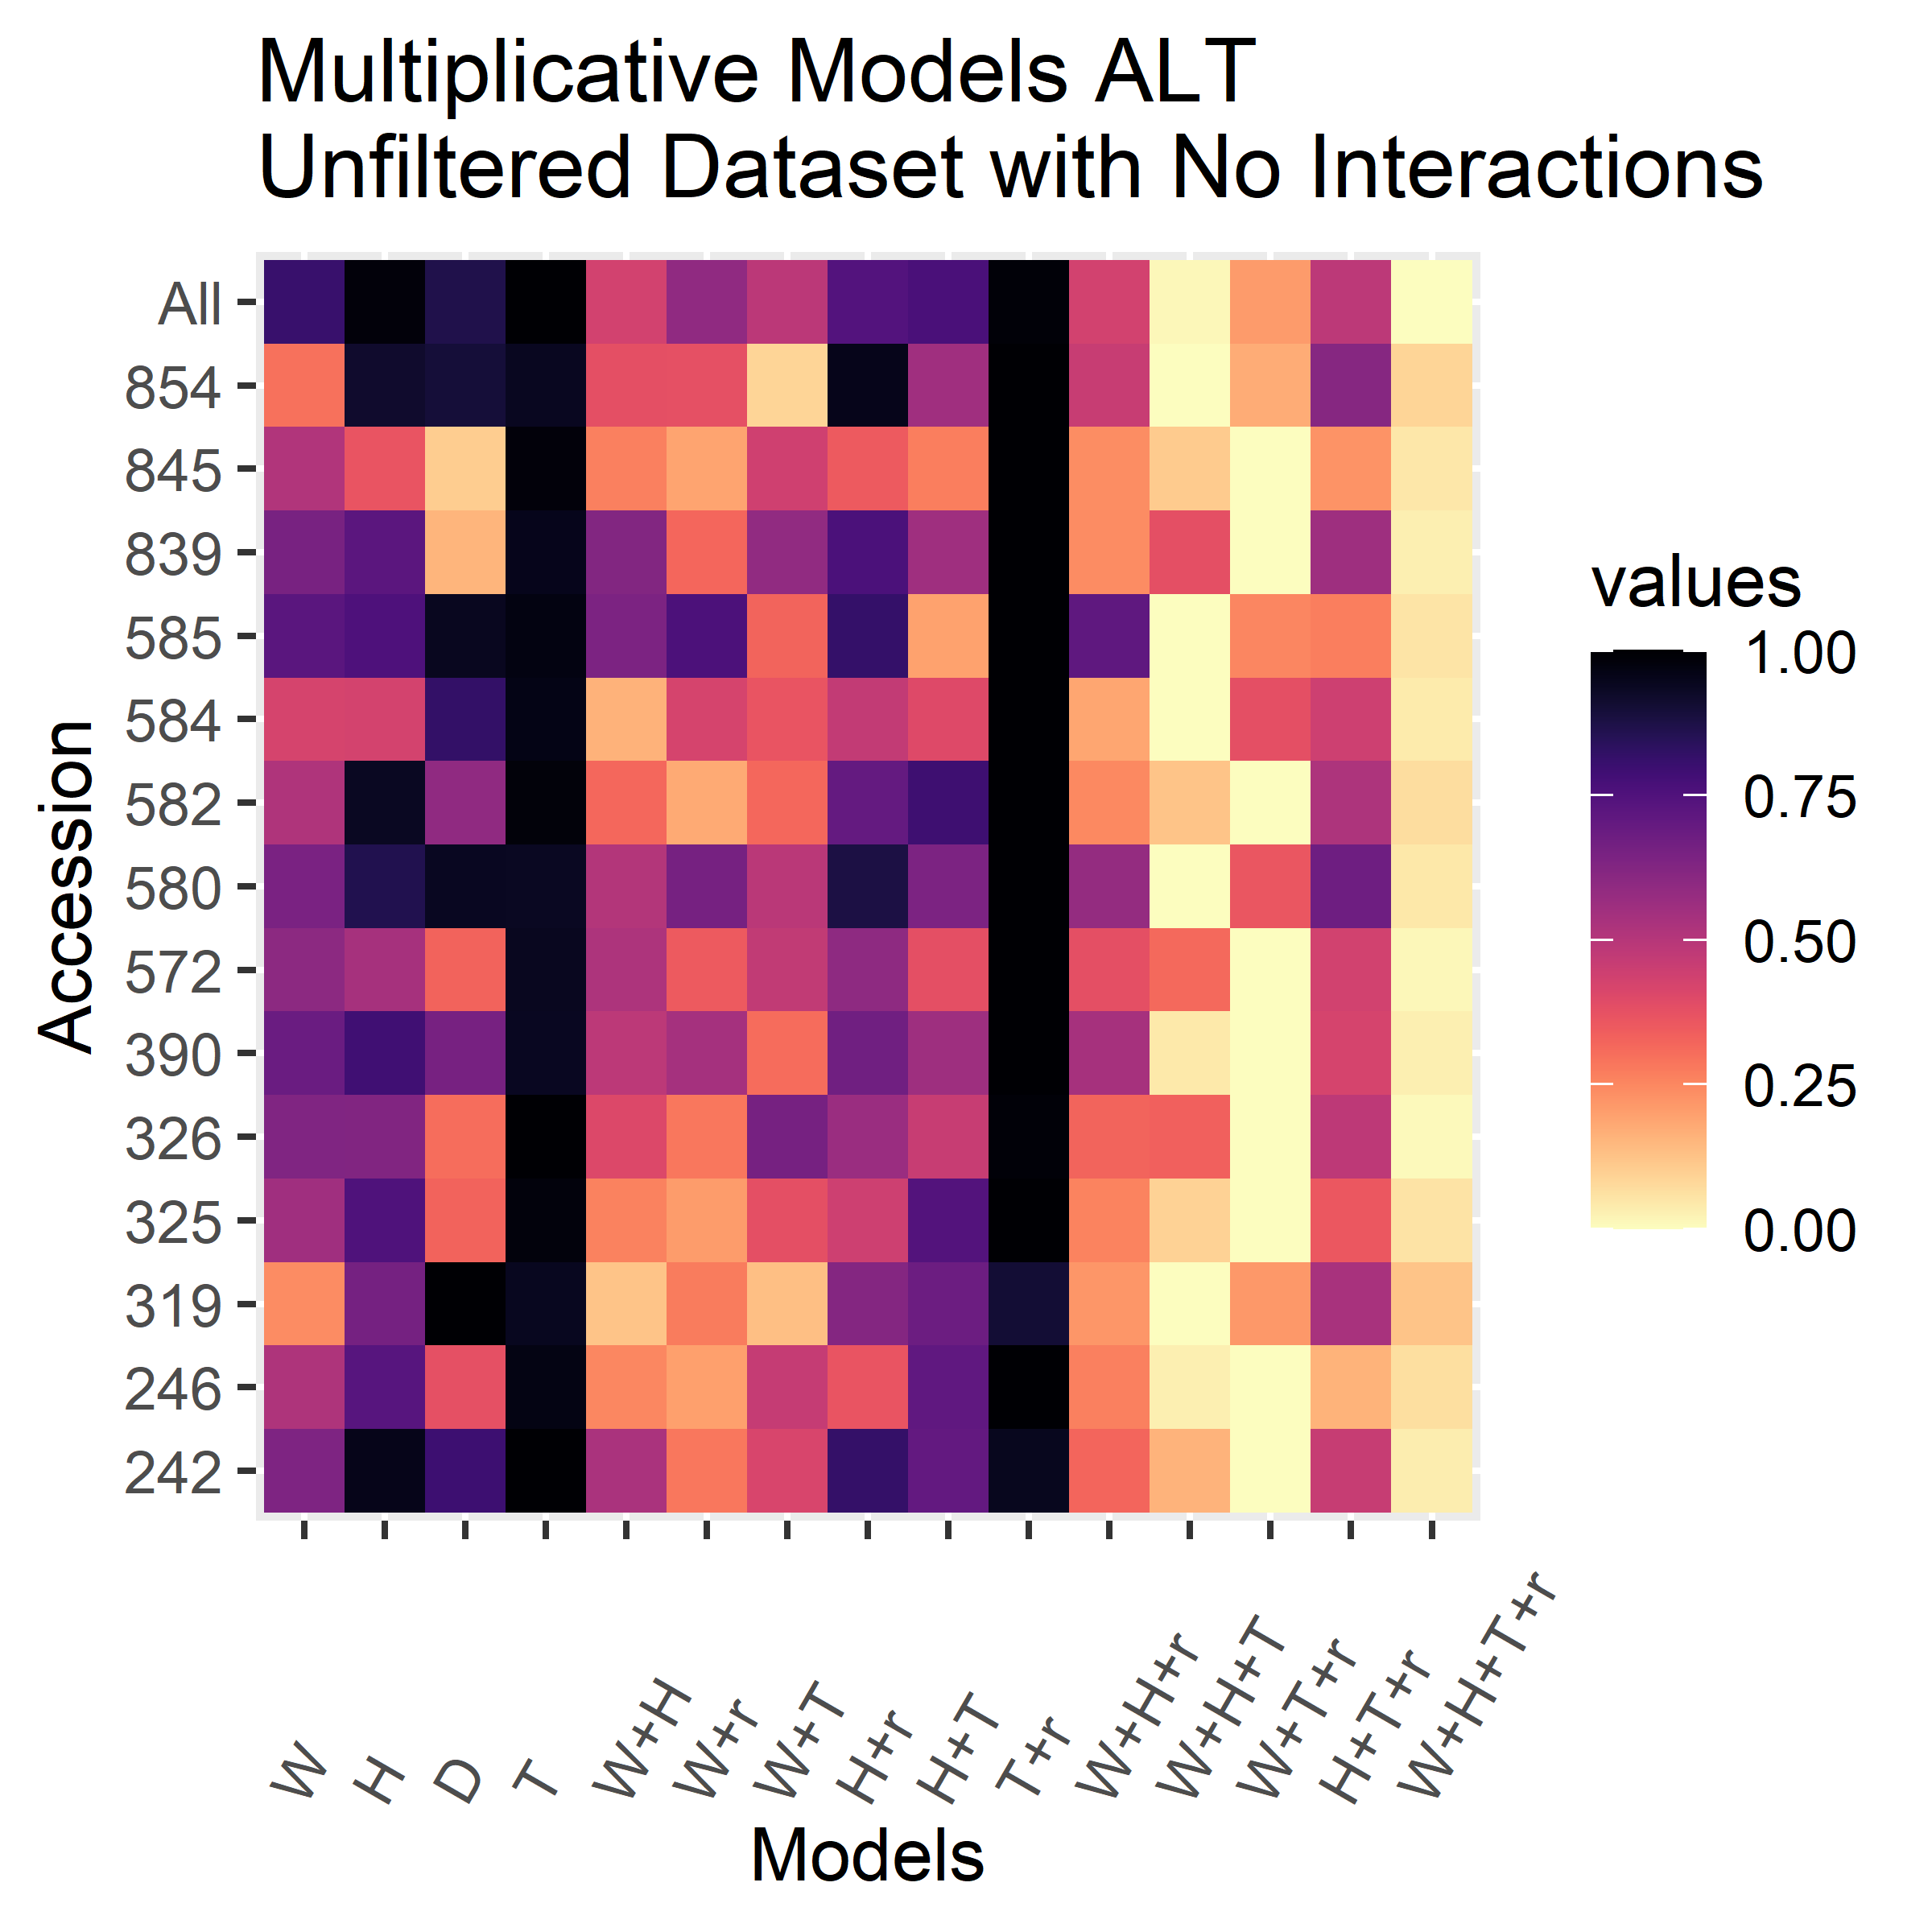 Multiplicative Models ALT
Unfiltered Dataset with No Interactions
Accession
All
854
845
839
585
584
582
580
572
390
326
325
319
246
242
W
H
D
T
W+H
W+r
W+T
H+r
H+T
T+r
W+H+r
W+H+T
W+T+r
H+T+r
W+H+T+r
Models
values
1.00
0.75
0.50
0.25
0.00